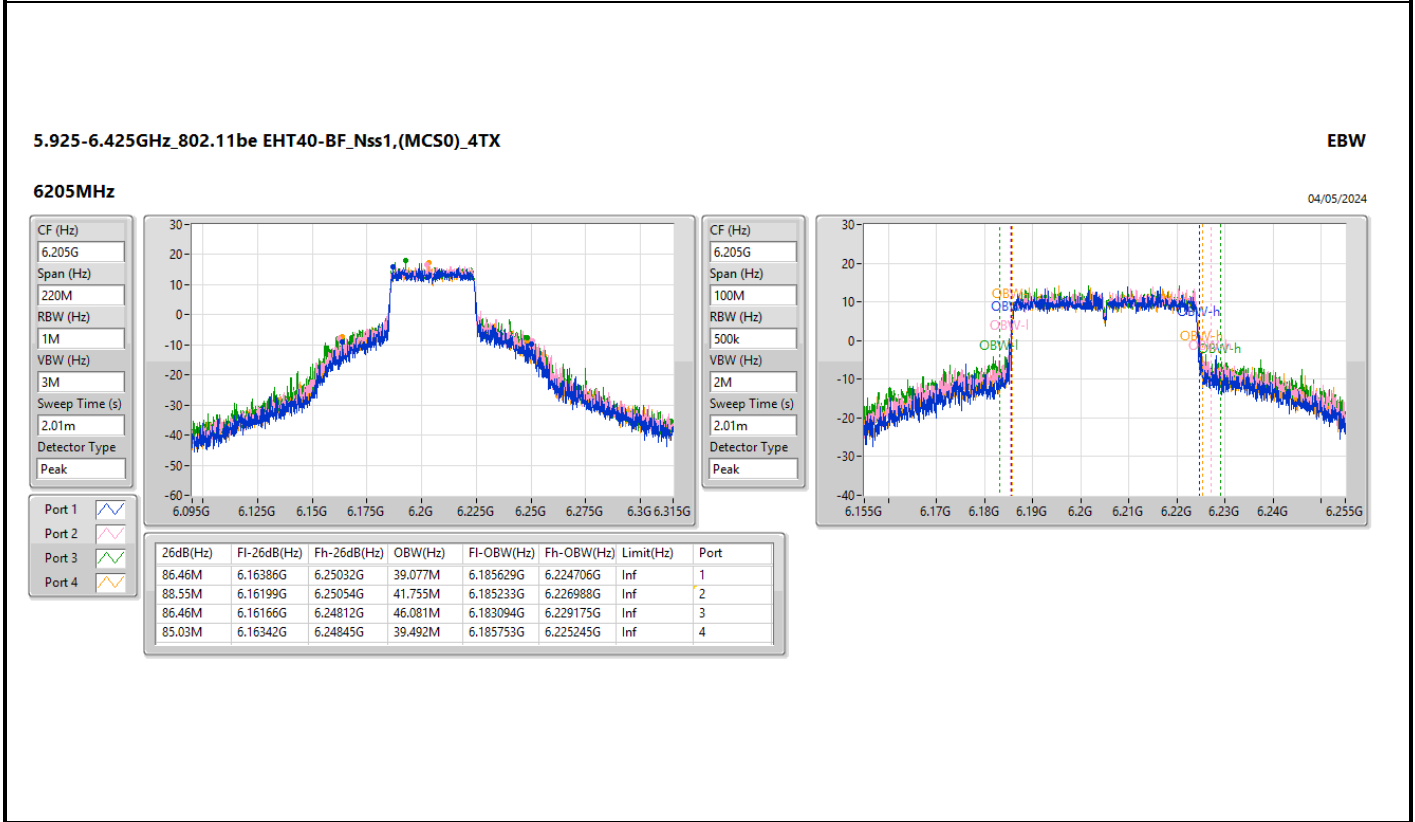 5.925-6.425GHz_802.11be EHT40-BF_Nss1,(MCS0)_4TX
EBW
6205MHz
04/05/2024
CF (Hz)
6.205G
Span (Hz)
220M
RBW (Hz)
1M
VBW (Hz)
3M
Sweep Time (s)
2.01m
Detector Type
Peak
Port 1
Port 2
Port 3
Port 4
30
20
10
0
-10
-20
-30
-40
-50
-60
6.095G 6.125G 6.15G 6.175G 6.2G 6.225G 6.25G 6.275G 6.3G 6.315G
CF (Hz)
6.205G
Span (Hz)
100M
RBW (Hz)
500k
VBW (Hz)
2M
Sweep Time (s)
2.01m
Detector Type
Peak
30
20
10
0
-10
-20
-30
-40
OBW-l
OBW-h
OBW-h
6.155G 6.17G 6.18G 6.19G 6.2G 6.21G 6.22G 6.23G 6.24G 6.255G
26dB(Hz) Fl-26dB(Hz) Fh-26dB(Hz) OBW(Hz) Fl-OBW(Hz) Fh-OBW(Hz) Limit(Hz) Port
86.46M 6.16386G 6.25032G 39.077M 6.185629G 6.224706G Inf 1
88.55M 6.16199G 6.25054G 41.755M 6.185233G 6.226988G Inf 2
86.46M 6.16166G 6.24812G 46.081M 6.183094G 6.229175G Inf 3
85.03M 6.16342G 6.24845G 39.492M 6.185753G 6.225245G Inf 4